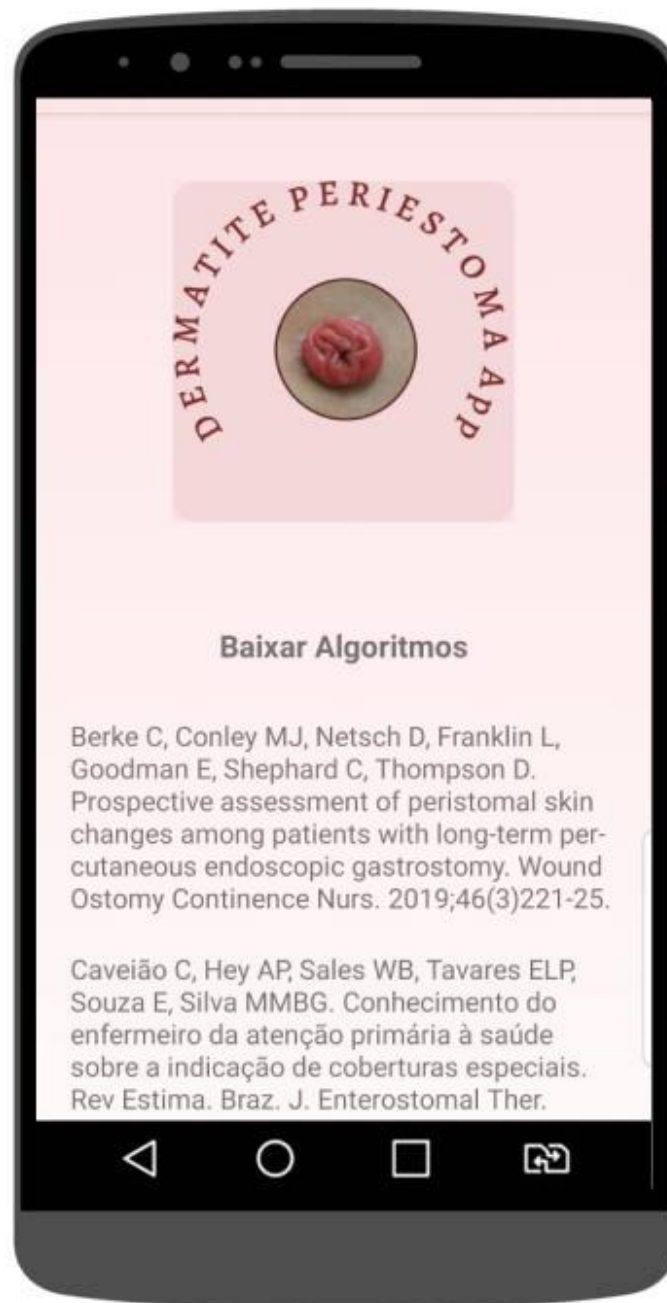 DERMATITE PERIESTOMA APP
Baixar Algoritmos
Berke C, Conley MJ, Netsch D, Franklin L,
Goodman E, Shephard C, Thompson D.
Prospective assessment of peristomal skin
changes among patients with long-term per-
cutaneous endoscopic gastrostomy. Wound
Ostomy Continence Nurs. 2019;46(3)221-25.
Caveião C, Hey AP, Sales WB, Tavares ELP,
Souza E, Silva MMBG. Conhecimento do
enfermeiro da atenção primária à saúde
sobre a indicação de coberturas especiais.
Rev Estima. Braz. J. Enterostomal Ther.